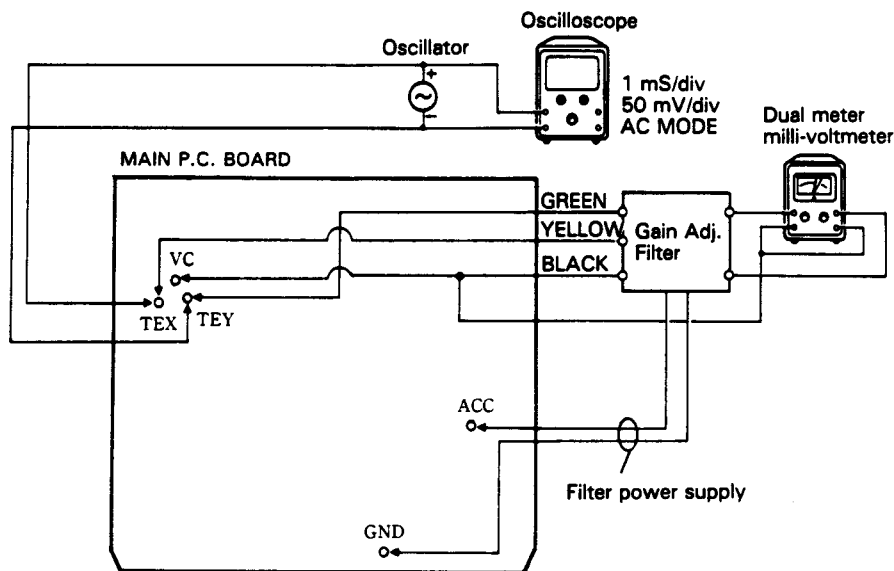 Oscilloscope
Oscillator
+
~
−
1 mS/div
50 mV/div
AC MODE
Dual meter
milli-voltmeter
MAIN P.C. BOARD
GREEN
YELLOW
BLACK
Gain Adj.
Filter
VC
TEX
TEY
ACC
Filter power supply
GND